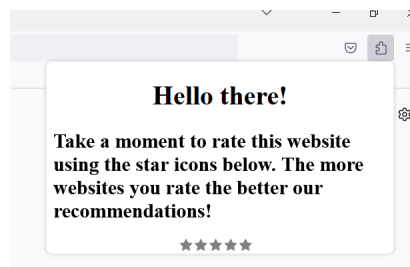 Hello there!
Take a moment to rate this website
using the star icons below. The more
websites you rate the better our
recommendations!